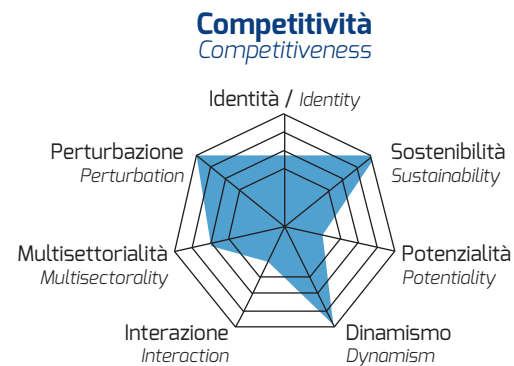 Competitività
Competitiveness
Identità / Identity
Perturbazione
Perturbation
Sostenibilità
Sustainability
Multisettorialità
Multisectorality
Potenzialità
Potentiality
Interazione
Interaction
Dinamismo
Dynamism